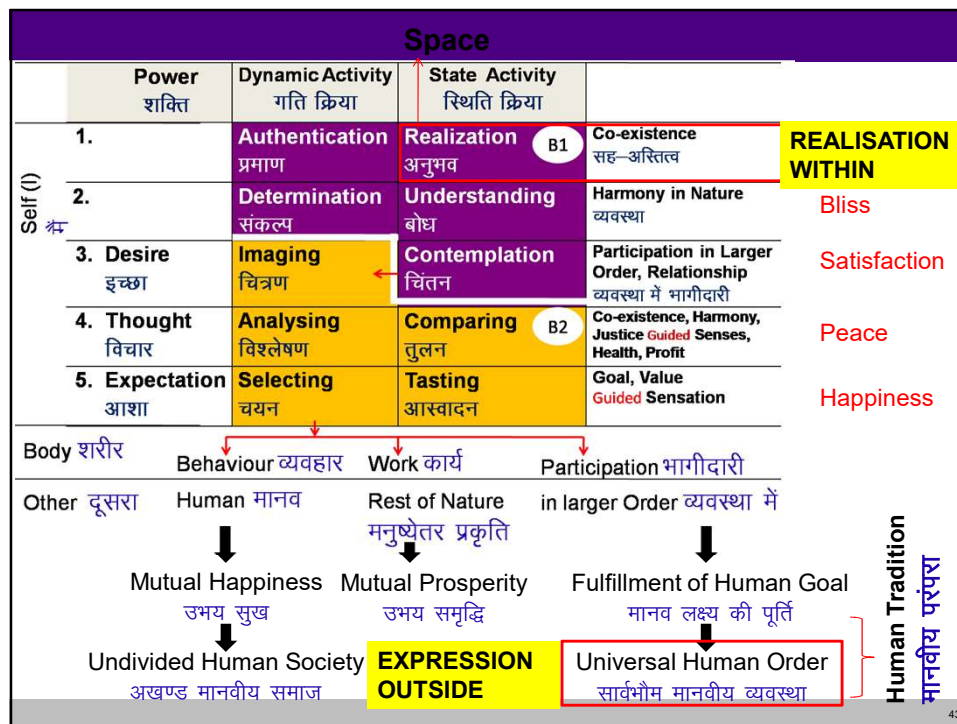 Space
Power
शक्ति
Dynamic Activity
गति क्रिया
State Activity
स्थिति क्रिया
Self (I)
मैं
1.
Authentication
प्रमाण
Realization
अनुभव
B1
Co-existence
सह–अस्तित्व
REALISATION
WITHIN
2.
Determination
संकल्प
Understanding
बोध
Harmony in Nature
व्यवस्था
Bliss
3. Desire
इच्छा
Imaging
चित्रण
Contemplation
चिंतन
Participation in Larger
Order, Relationship
व्यवस्था में भागीदारी
Satisfaction
4. Thought
विचार
Analysing
विश्लेषण
Comparing
तुलन
B2
Co-existence, Harmony,
Justice Guided Senses,
Health, Profit
Peace
5. Expectation
आशा
Selecting
चयन
Tasting
आस्वादन
Goal, Value
Guided Sensation
Happiness
Body शरीर
Behaviour व्यवहार
Work कार्य
Participation भागीदारी
Other दूसरा
Human मानव
Rest of Nature
मनुष्येतर प्रकृति
in larger Order व्यवस्था में
Mutual Happiness
उभय सुख
Mutual Prosperity
उभय समृद्धि
Fulfillment of Human Goal
मानव लक्ष्य की पूर्ति
Undivided Human Society
अखण्ड मानवीय समाज
EXPRESSION
OUTSIDE
Universal Human Order
सार्वभौम मानवीय व्यवस्था
Human Tradition
मानवीय परंपरा
43